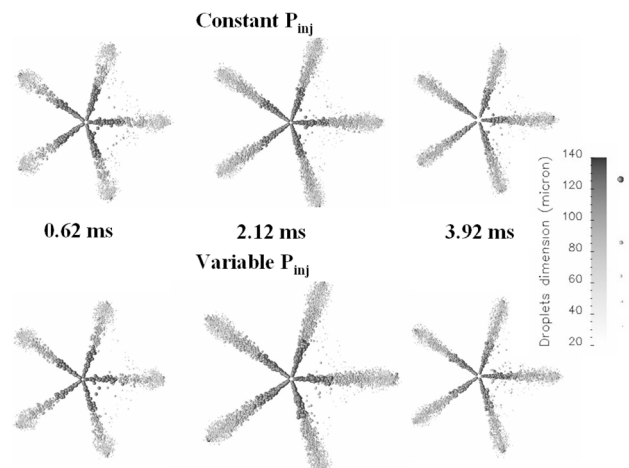 Constant Pinj
0.62 ms
2.12 ms
3.92 ms
Variable Pinj
Droplets dimension (micron)
140
120
100
80
60
40
20